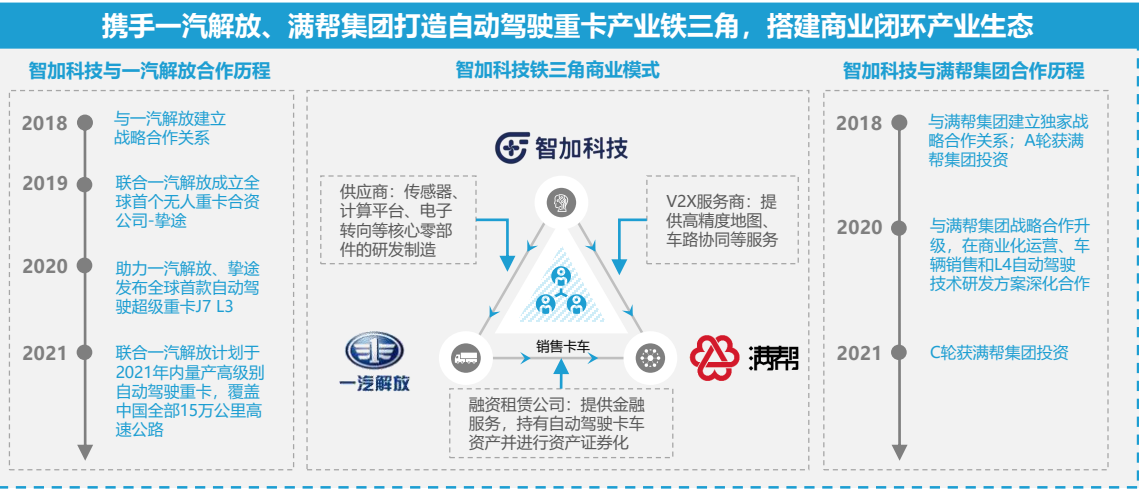 携手一汽解放、满帮集团打造自动驾驶重卡产业铁三角，搭建商业闭环产业生态
智加科技与一汽解放合作历程
2018
与一汽解放建立
战略合作关系
2019
联合一汽解放成立全
球首个无人重卡合资
公司-挚途
2020
助力一汽解放、挚途
发布全球首款自动驾
驶超级重卡J7 L3
2021
联合一汽解放计划于
2021年内量产高级别
自动驾驶重卡，覆盖
中国全部15万公里高
速公路
智加科技铁三角商业模式
智加科技
供应商：传感器、
计算平台、电子
转向等核心零部
件的研发制造
V2X服务商：提
供高精度地图、
车路协同等服务
销售卡车
一汽解放
满帮
融资租赁公司：提供金融
服务，持有自动驾驶卡车
资产并进行资产证券化
智加科技与满帮集团合作历程
2018
与满帮集团建立独家战
略合作关系；A轮获满
帮集团投资
2020
与满帮集团战略合作升
级，在商业化运营、车
辆销售和L4自动驾驶
技术研发方案深化合作
2021
C轮获满帮集团投资